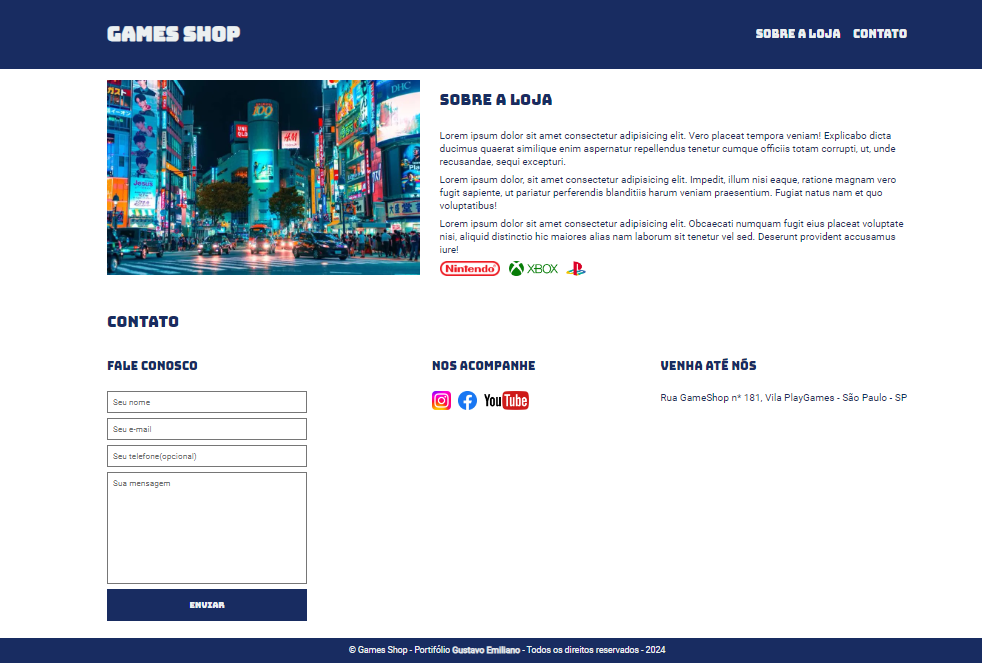 GAMES SHOP
SOBRE A LOJA CONTATO
DHC
UNI
H&M
Jesus
SOBRE A LOJA
Lorem ipsum dolor sit amet consectetur adipisicing elit. Vero placeat tempora veniam! Explicabo dicta
ducimus quaerat similique enim aspernatur repellendus tenetur cumque officiis totam corrupti, ut, unde
recusandae, sequi excepturi.
Lorem ipsum dolor, sit amet consectetur adipisicing elit. Impedit, illum nisi eaque, ratione magnam vero
fugit sapiente, ut pariatur perferendis blanditiis harum veniam praesentium. Fugiat natus nam et quo
voluptatibus!
Lorem ipsum dolor sit amet consectetur adipisicing elit. Obcaecati numquam fugit eius placeat voluptate
nisi, aliquid distinctio hic maiores alias nam laborum sit tenetur vel sed. Deserunt provident accusamus
iure!
Nintendo XBOX
CONTATO
FALE CONOSCO
NOS ACOMPANHE
VENHA ATÉ NÓS
Seu nome
YouTube
Rua GameShop n° 181, Vila PlayGames - São Paulo - SP
Seu e-mail
Seu telefone(opcional)
Sua mensagem
ENVIAR
© Games Shop - Portifólio Gustavo Emiliano - Todos os direitos reservados - 2024